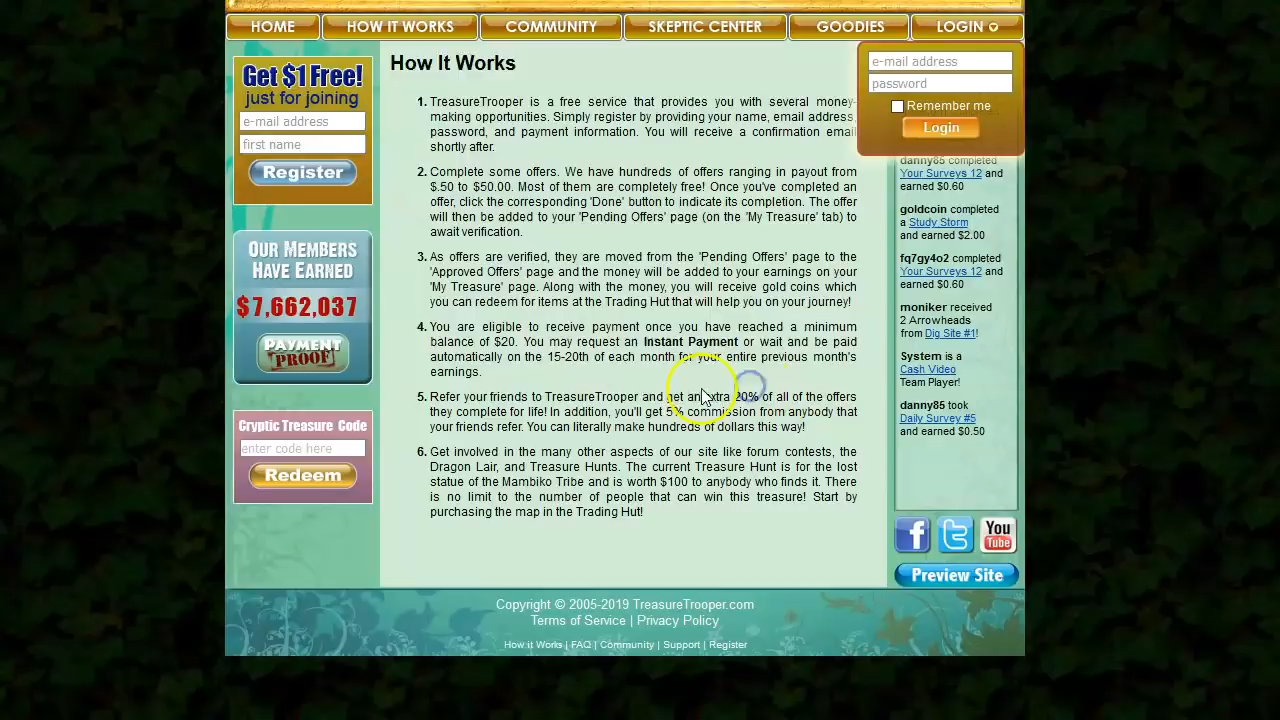 HOME HOW IT WORKS COMMUNITY SKEPTIC CENTER GOODIES LOGIN
Get $1 Free!
just for joining
e-mail address
first name
Register
OUR MEMBERS
HAVE EARNED
$7,662,037
PAYMENT
PROOF
Cryptic Treasure Code
enter code here
Redeem
How It Works
1. TreasureTrooper is a free service that provides you with several money-
making opportunities. Simply register by providing your name, email address,
password, and payment information. You will receive a confirmation email
shortly after.
2. Complete some offers. We have hundreds of offers ranging in payout from
$.50 to $50.00. Most of them are completely free! Once you've completed an
offer, click the corresponding 'Done' button to indicate its completion. The offer
will then be added to your 'Pending Offers' page (on the 'My Treasure' tab) to
await verification.
3. As offers are verified, they are moved from the 'Pending Offers' page to the
'Approved Offers' page and the money will be added to your earnings on your
'My Treasure' page. Along with the money, you will receive gold coins which
you can redeem for items at the Trading Hut that will help you on your journey!
4. You are eligible to receive payment once you have reached a minimum
balance of $20. You may request an Instant Payment or wait and be paid
automatically on the 15-20th of each month for your entire previous month's
earnings.
5. Refer your friends to TreasureTrooper and get an extra 20% of all of the offers
they complete for life! In addition, you'll get 5% commission from anybody that
your friends refer. You can literally make hundreds of dollars this way!
6. Get involved in the many other aspects of our site like forum contests, the
Dragon Lair, and Treasure Hunts. The current Treasure Hunt is for the lost
statue of the Mambiko Tribe and is worth $100 to anybody who finds it. There
is no limit to the number of people that can win this treasure! Start by
purchasing the map in the Trading Hut!
e-mail address
password
Remember me
Login
danny85 completed
Your Surveys 12 and
earned $0.60
goldcoin completed
a Study Storm
and earned $2.00
fq7gy4o2 completed
Your Surveys 12 and
earned $0.60
moniker received
2 Arrowheads
from Dig Site #1!
System is a
Cash Video
Team Player!
danny85 took
Daily Survey #5
and earned $0.50
f t You
Tube
Preview Site
Copyright © 2005-2019 TreasureTrooper.com
Terms of Service | Privacy Policy
How it Works | FAQ | Community | Support | Register